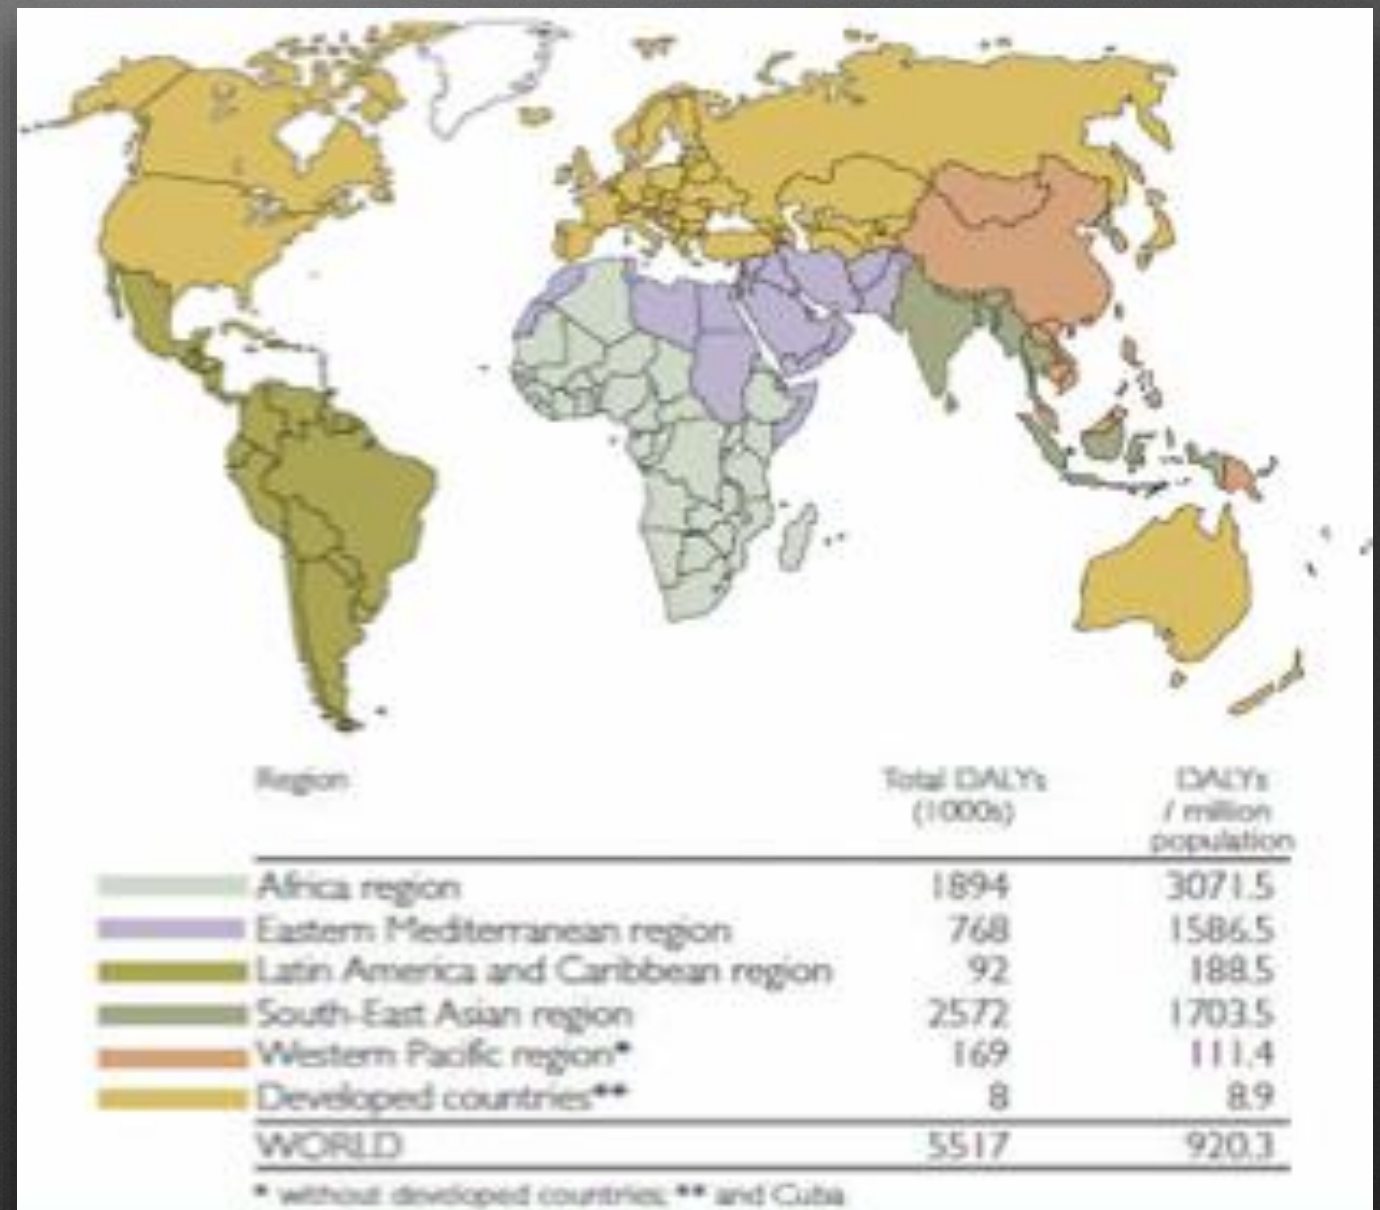 Region Total DALYs DALYs
(1000s) / million
population
Africa region 1894 3071.5
Eastern Mediterranean region 768 1586.5
Latin America and Caribbean region 92 188.5
South-East Asian region 2572 1703.5
Western Pacific region* 169 111.4
Developed countries** 8 8.9
WORLD 5517 920.3
* without developed countries; ** and Cuba